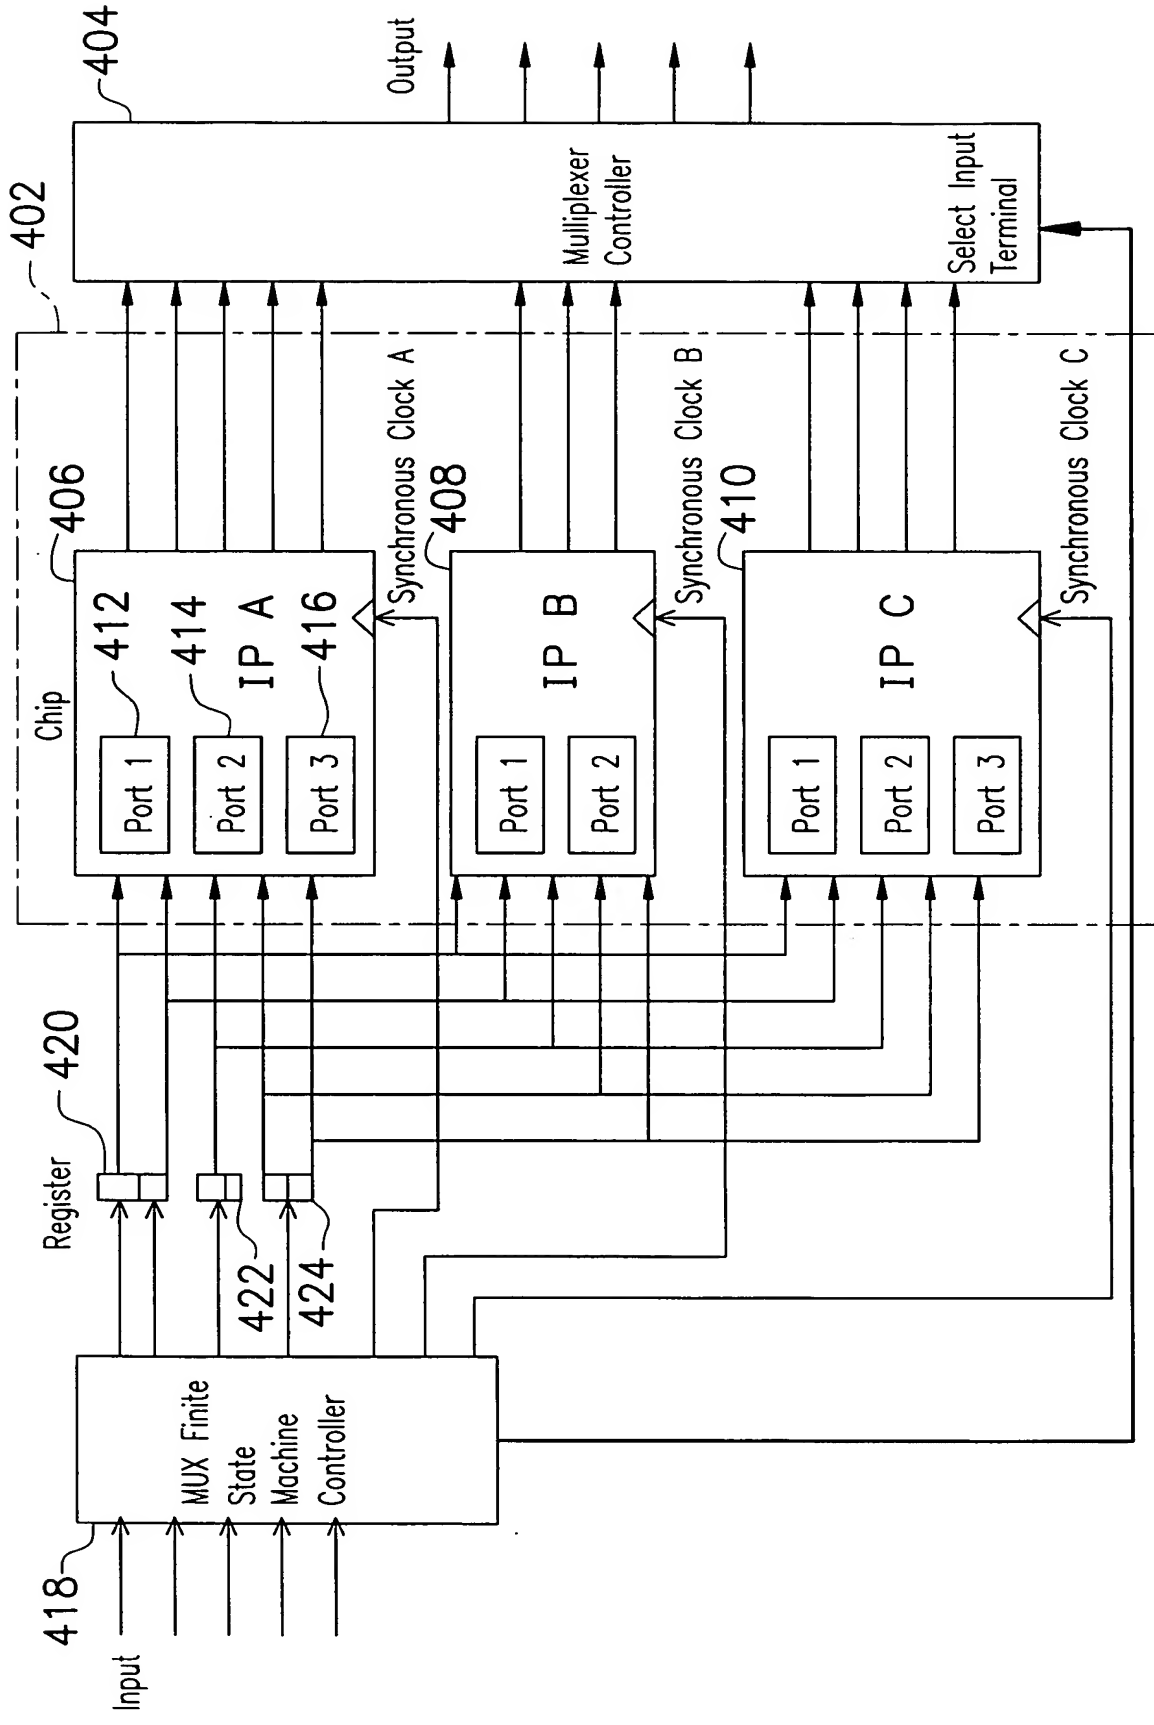 402
404
Chip
406
412
Port 1
414
Port 2
IP A
416
Port 3
Synchronous Clock A
408
Port 1
Port 2
IP B
Synchronous Clock B
410
Port 1
Port 2
Port 3
IP C
Synchronous Clock C
Mulliplexer
Controller
Select Input
Terminal
Output
Register
420
422
424
418
MUX Finite
State
Machine
Controller
Input